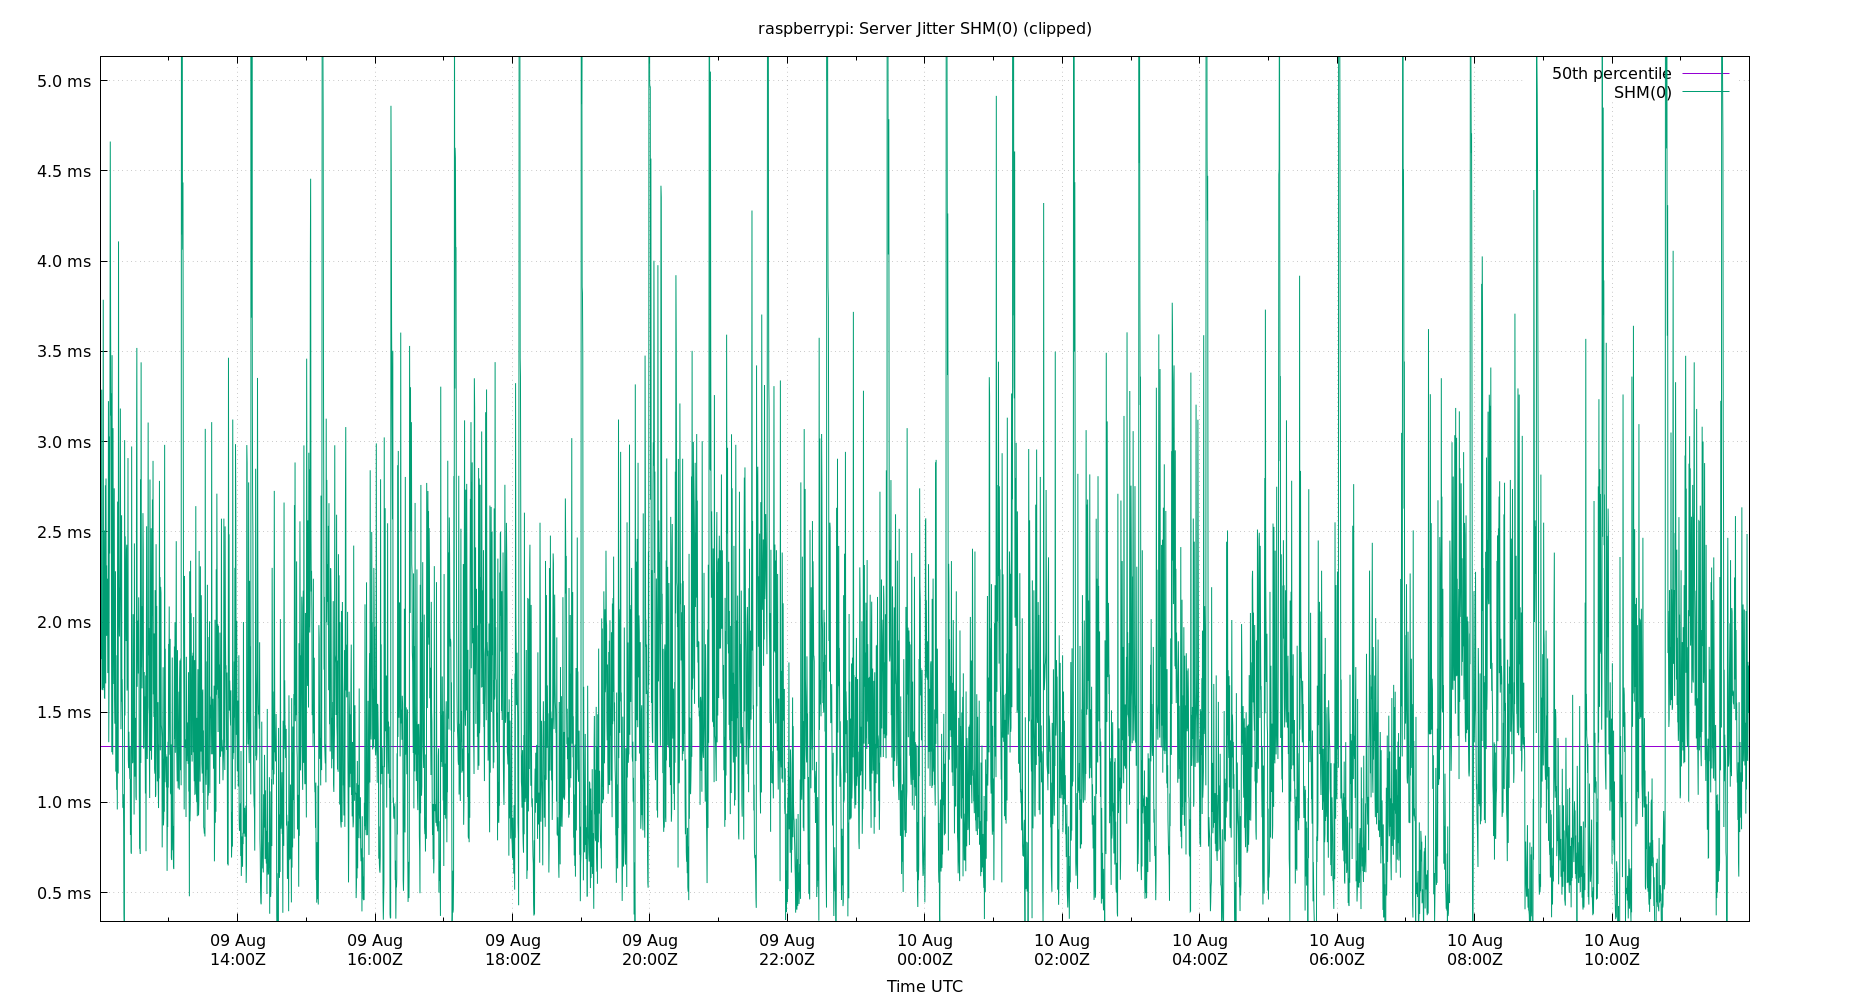 raspberrypi: Server Jitter SHM(0) (clipped)
50th percentile
SHM(0)
5.0 ms
4.5 ms
4.0 ms
3.5 ms
3.0 ms
2.5 ms
2.0 ms
1.5 ms
1.0 ms
0.5 ms
09 Aug 09 Aug 09 Aug 09 Aug 09 Aug 10 Aug 10 Aug 10 Aug 10 Aug 10 Aug 10 Aug
14:00Z 16:00Z 18:00Z 20:00Z 22:00Z 00:00Z 02:00Z 04:00Z 06:00Z 08:00Z 10:00Z
Time UTC